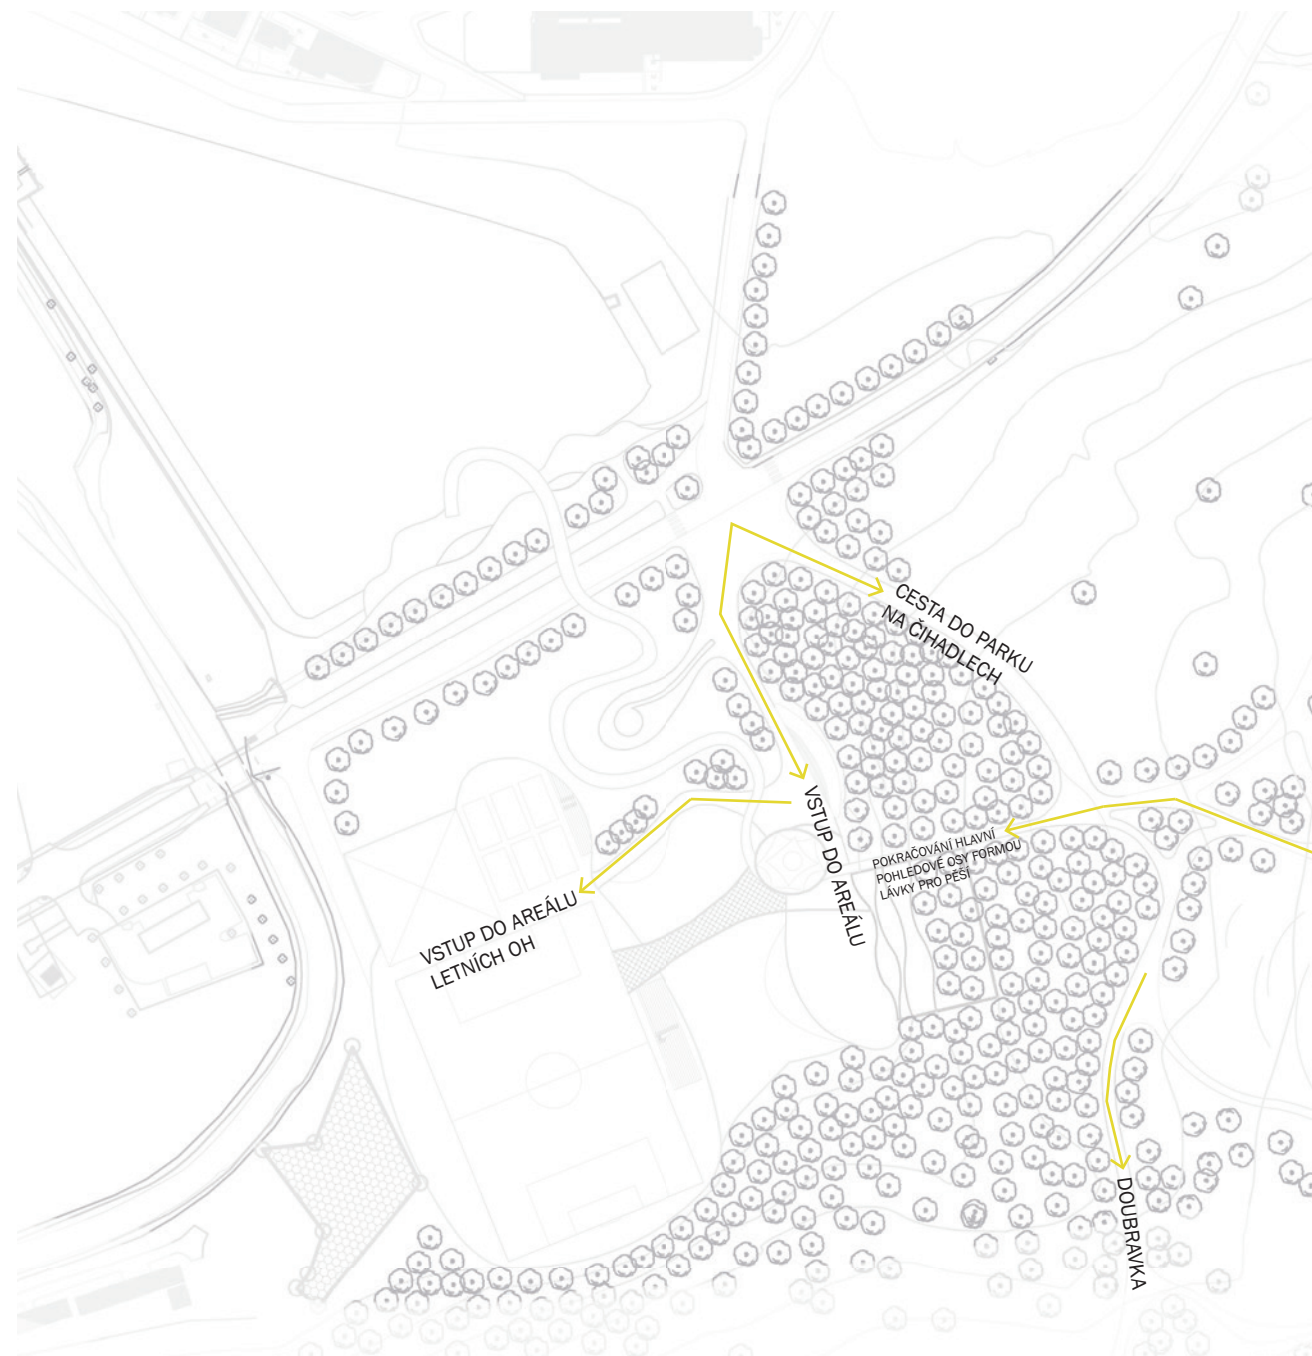 CESTA DO PARKU
NA ČIHADLECH
VSTUP DO AREÁLU
POKRAČOVÁNÍ HLAVNÍ
POHLEDOVÉ OSY FORMOU
LÁVKY PRO PĚŠÍ
VSTUP DO AREÁLU
LETNÍCH OH
DOUBRAVKA